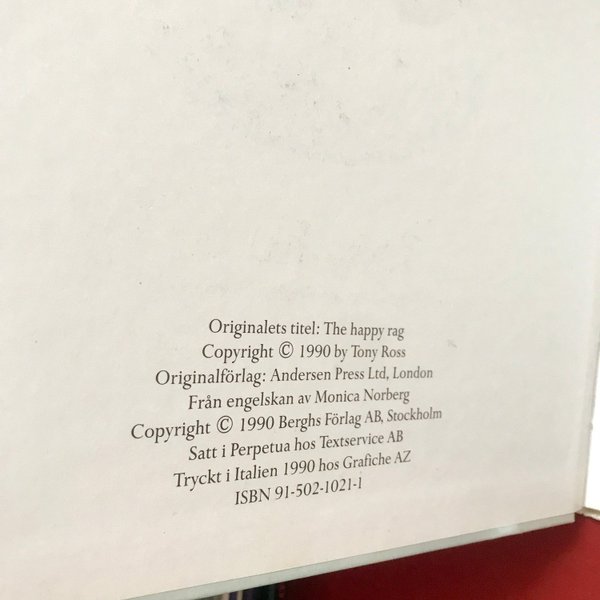 Originalets titel: The happy rag
Copyright © 1990 by Tony Ross
Originalförlag: Andersen Press Ltd, London
Från engelskan av Monica Norberg
Copyright © 1990 Berghs Förlag AB, Stockholm
Satt i Perpetua hos Textservice AB
Tryckt i Italien 1990 hos Grafiche AZ
ISBN 91-502-1021-1